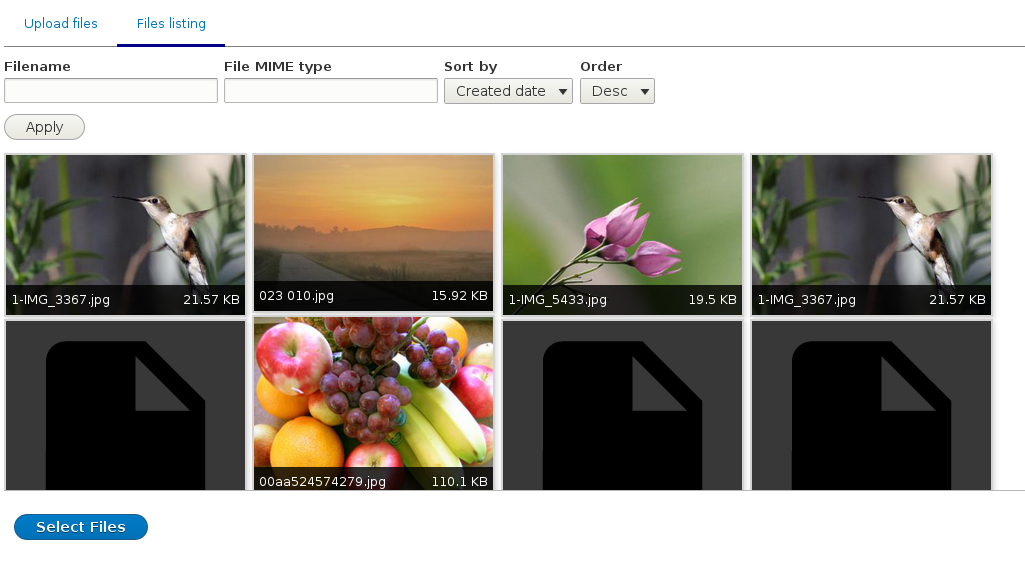 Upload files Files listing
Filename File MIME type Sort by Order
Created date Desc
Apply
1-IMG_3367.jpg 21.57 KB 023 010.jpg 15.92 KB 1-IMG_5433.jpg 19.5 KB 1-IMG_3367.jpg 21.57 KB
00aa524574279.jpg 110.1 KB
Select Files